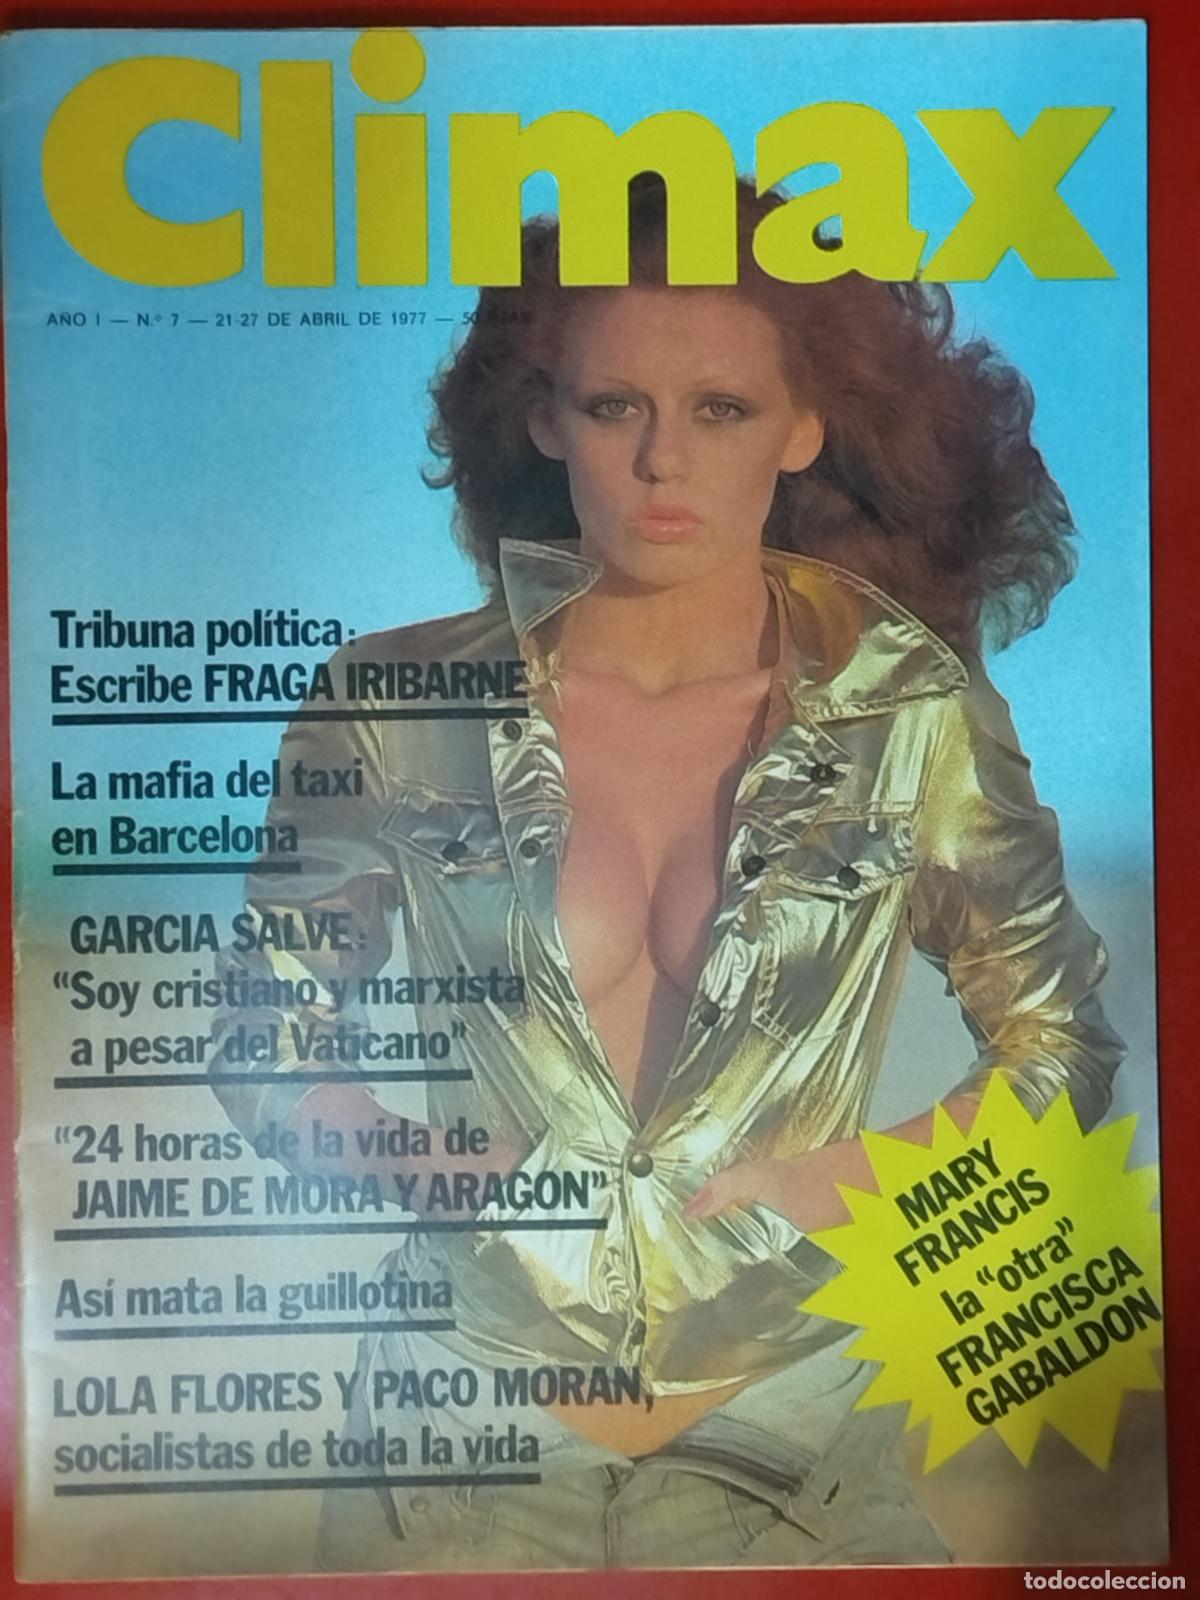 Climax
AÑO I — N.º 7 — 21-27 DE ABRIL DE 1977 — 50 PTAS
Tribuna política:
Escribe FRAGA IRIBARNE
La mafia del taxi
en Barcelona
GARCIA SALVE:
"Soy cristiano y marxista
a pesar del Vaticano"
"24 horas de la vida de
JAIME DE MORA Y ARAGON"
Así mata la guillotina
LOLA FLORES Y PACO MORAN,
socialistas de toda la vida
MARY
FRANCIS
la "otra"
FRANCISCA
GABALDON
todocoleccion